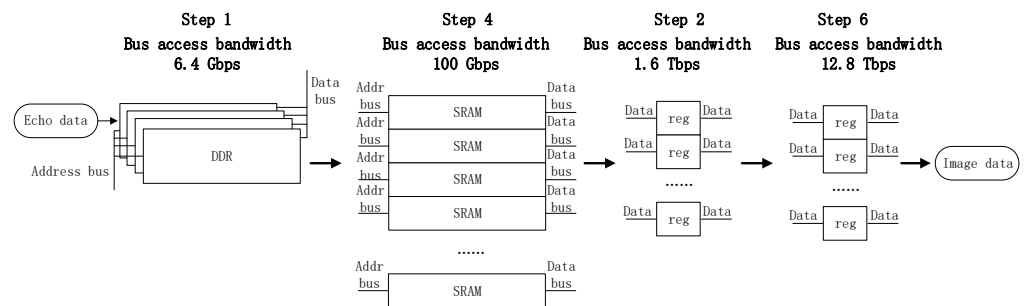 Step 1
Bus access bandwidth
6.4 Gbps
Step 4
Bus access bandwidth
100 Gbps
Step 2
Bus access bandwidth
1.6 Tbps
Step 6
Bus access bandwidth
12.8 Tbps
Echo data
Data
bus
DDR
Address bus
Addr
bus
SRAM
Data
bus
Addr
bus
SRAM
Data
bus
Addr
bus
SRAM
Data
bus
Addr
bus
SRAM
Data
bus
......
Addr
bus
SRAM
Data
bus
Data reg Data
Data reg Data
......
Data reg Data
Data reg Data
Data reg Data
......
Data reg Data
Image data